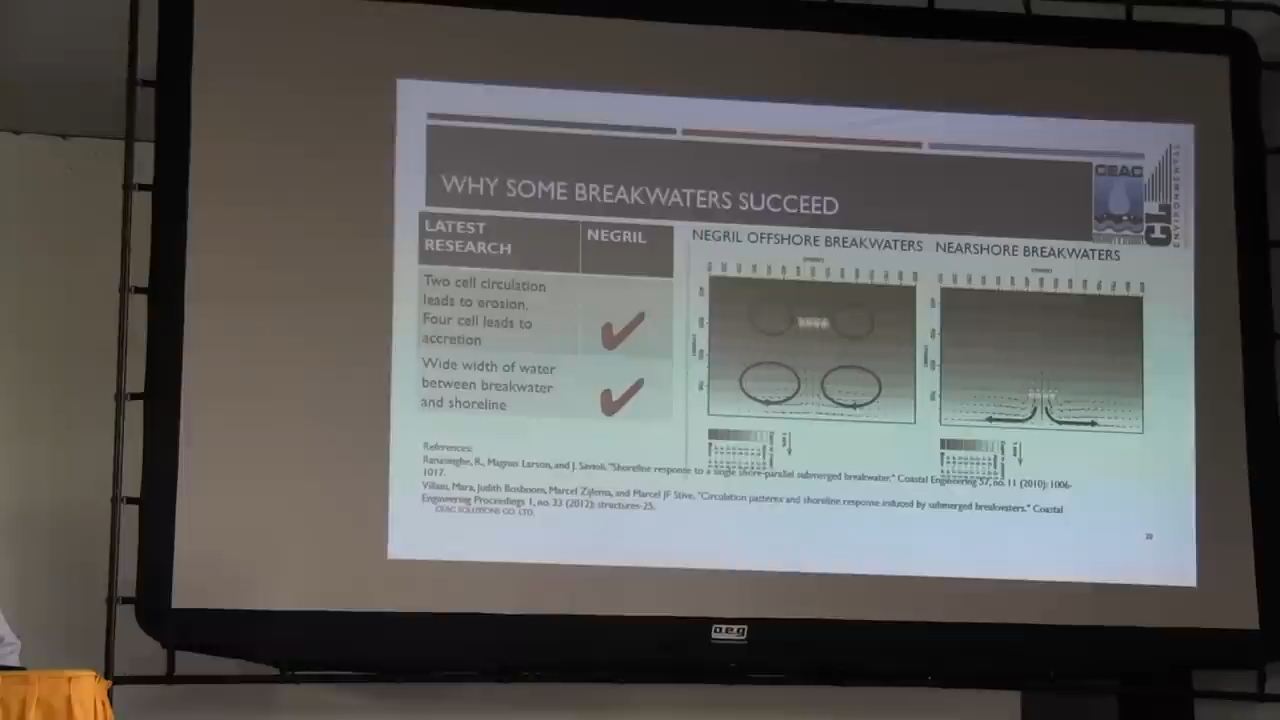 WHY SOME BREAKWATERS SUCCEED
CEAC
CL
ENVIRONMENTAL
LATEST
RESEARCH
NEGRIL
Two cell circulation
leads to erosion.
Four cell leads to
accretion
Wide width of water
between breakwater
and shoreline
NEGRIL OFFSHORE BREAKWATERS
NEARSHORE BREAKWATERS
References:
Ranasinghe, R., Magnus Larson, and J. Savioli. "Shoreline response to a single shore-parallel submerged breakwater." Coastal Engineering 57, no. 11 (2010): 1006-
1017.
Villani, Mara, Judith Bosboom, Marcel Zijlema, and Marcel JF Stive. "Circulation patterns and shoreline response induced by submerged breakwaters." Coastal
Engineering Proceedings 1, no. 33 (2012): structures-25.
CEAC SOLUTIONS CO. LTD.